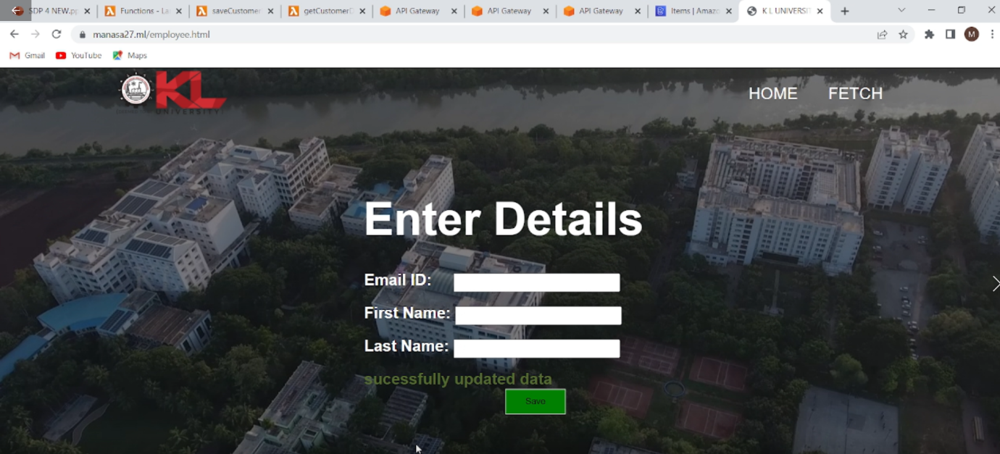 SDP 4 NEW.pp
Functions - La
saveCustomer
getCustomerD
API Gateway
API Gateway
API Gateway
Items | Amazo
K L UNIVERSIT
manasa27.ml/employee.html
M
Gmail
YouTube
Maps
KL
UNIVERSITY
HOME
FETCH
Enter Details
Email ID:
First Name:
Last Name:
sucessfully updated data
Save